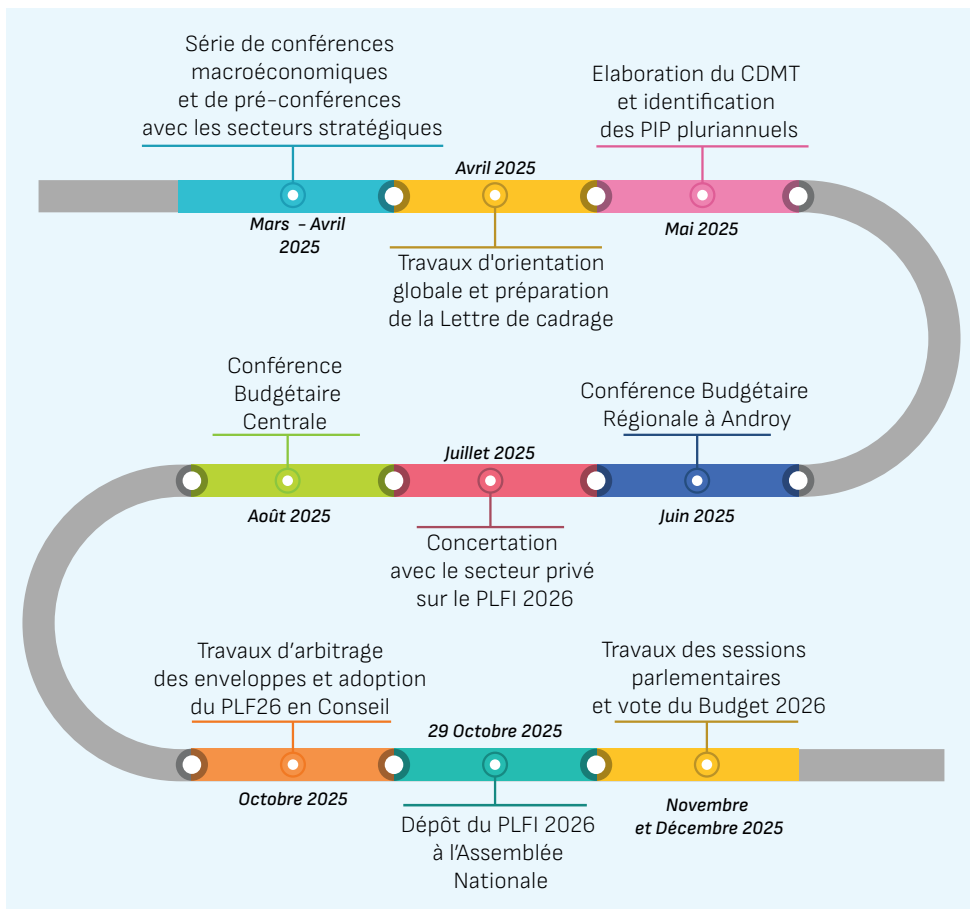 Série de conférences
macroéconomiques
et de pré-conférences
avec les secteurs stratégiques
Mars - Avril
2025
Avril 2025
Travaux d'orientation
globale et préparation
de la Lettre de cadrage
Elaboration du CDMT
et identification
des PIP pluriannuels
Mai 2025
Conférence Budgétaire
Régionale à Androy
Juin 2025
Juillet 2025
Concertation
avec le secteur privé
sur le PLFI 2026
Conférence
Budgétaire
Centrale
Août 2025
Travaux d’arbitrage
des enveloppes et adoption
du PLF26 en Conseil
Octobre 2025
29 Octobre 2025
Dépôt du PLFI 2026
à l’Assemblée
Nationale
Travaux des sessions
parlementaires
et vote du Budget 2026
Novembre
et Décembre 2025